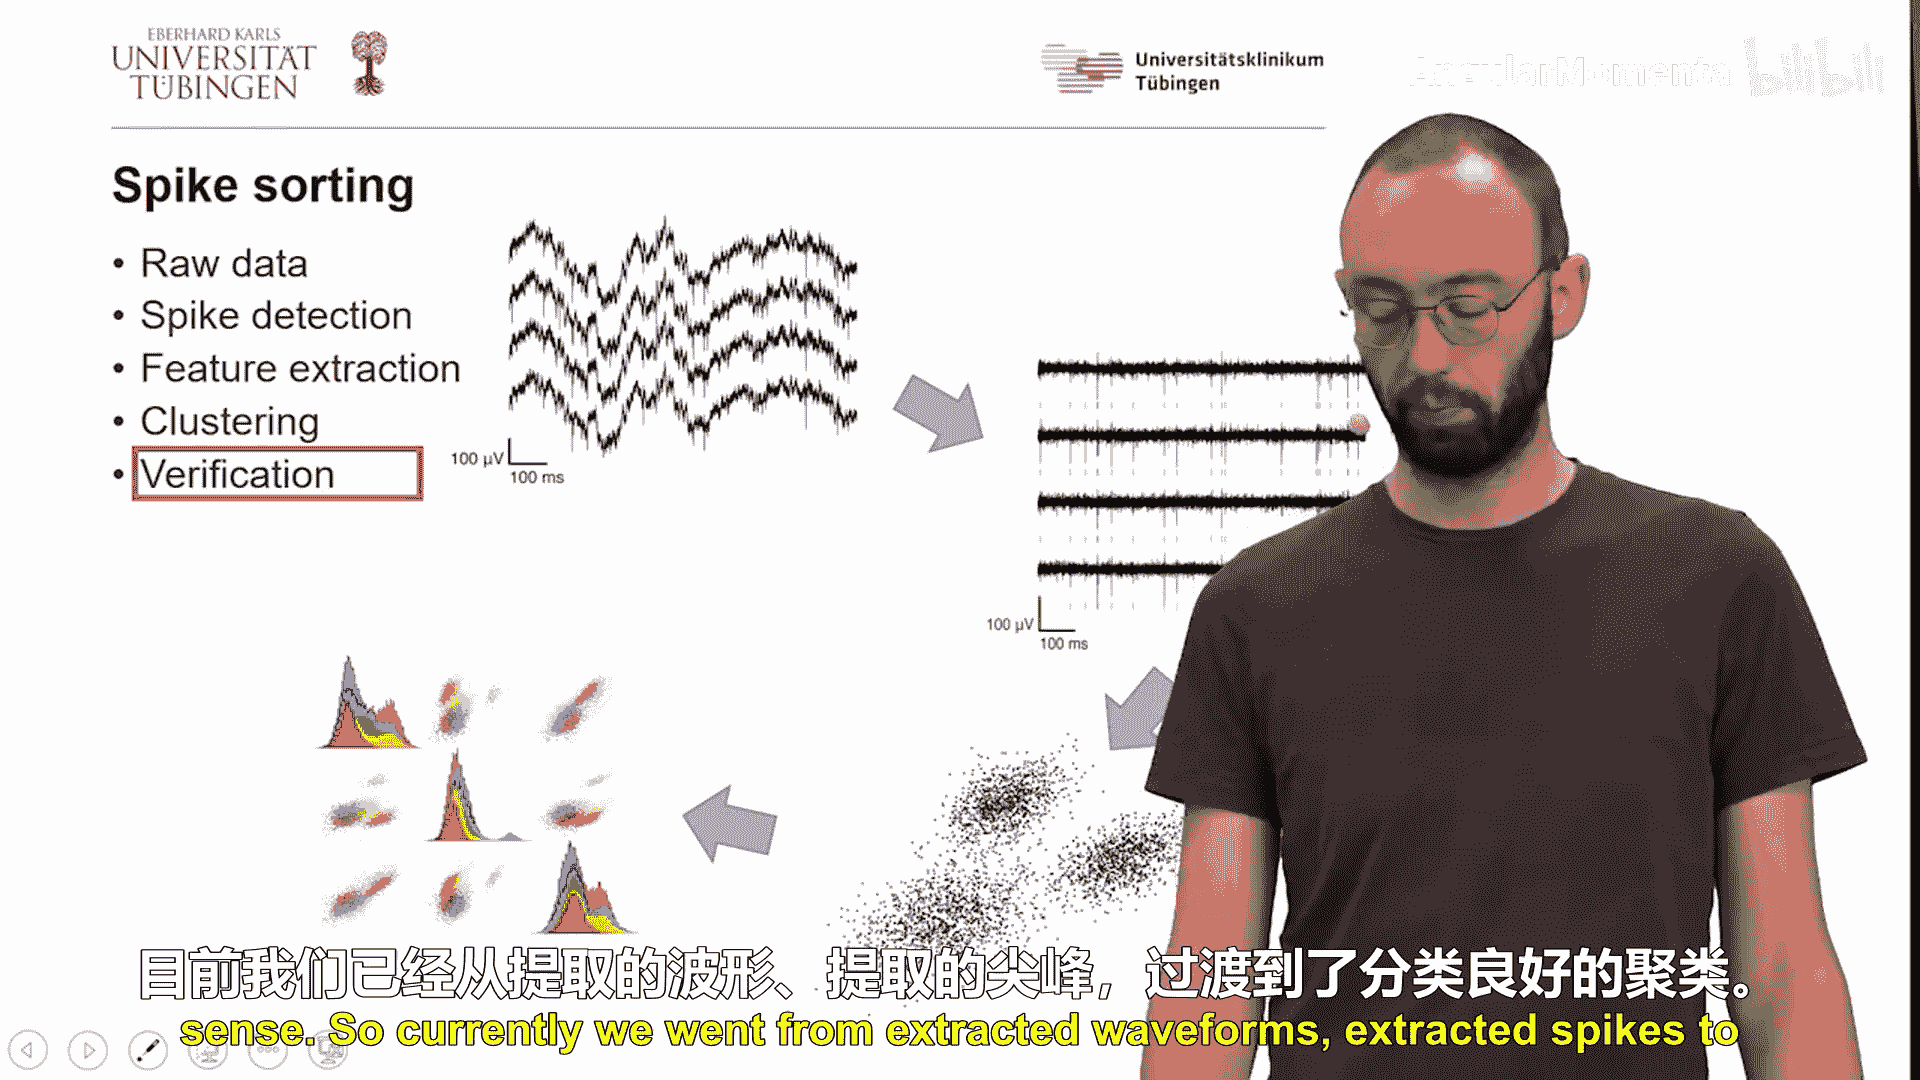 EBERHARD KARLS
UNIVERSITÄT
TÜBINGEN
Universitätsklinikum
Tübingen
bilibili
Spike sorting
• Raw data
• Spike detection
• Feature extraction
• Clustering
• Verification
100 µV
100 ms
100 µV
100 ms
目前我们已经从提取的波形、提取的尖峰，过渡到了分类良好的聚类。
sense. So currently we went from extracted waveforms, extracted spikes to